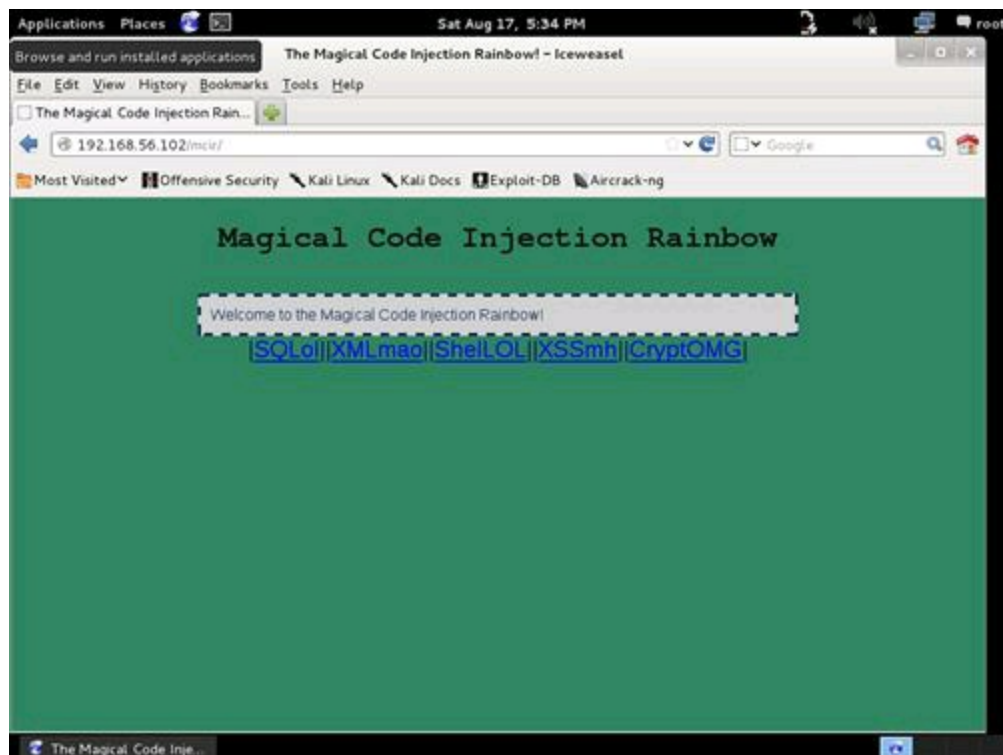 Applications Places Sat Aug 17, 5:34 PM root
Browse and run installed applications The Magical Code Injection Rainbow! - Iceweasel
File Edit View History Bookmarks Tools Help
The Magical Code Injection Rain...
192.168.56.102/mcir/ Google
Most Visited Offensive Security Kali Linux Kali Docs Exploit-DB Aircrack-ng
Magical Code Injection Rainbow
Welcome to the Magical Code Injection Rainbow!
|SQLol||XMLmao||ShelLOL||XSSmh||CryptOMG|
The Magical Code Inje...